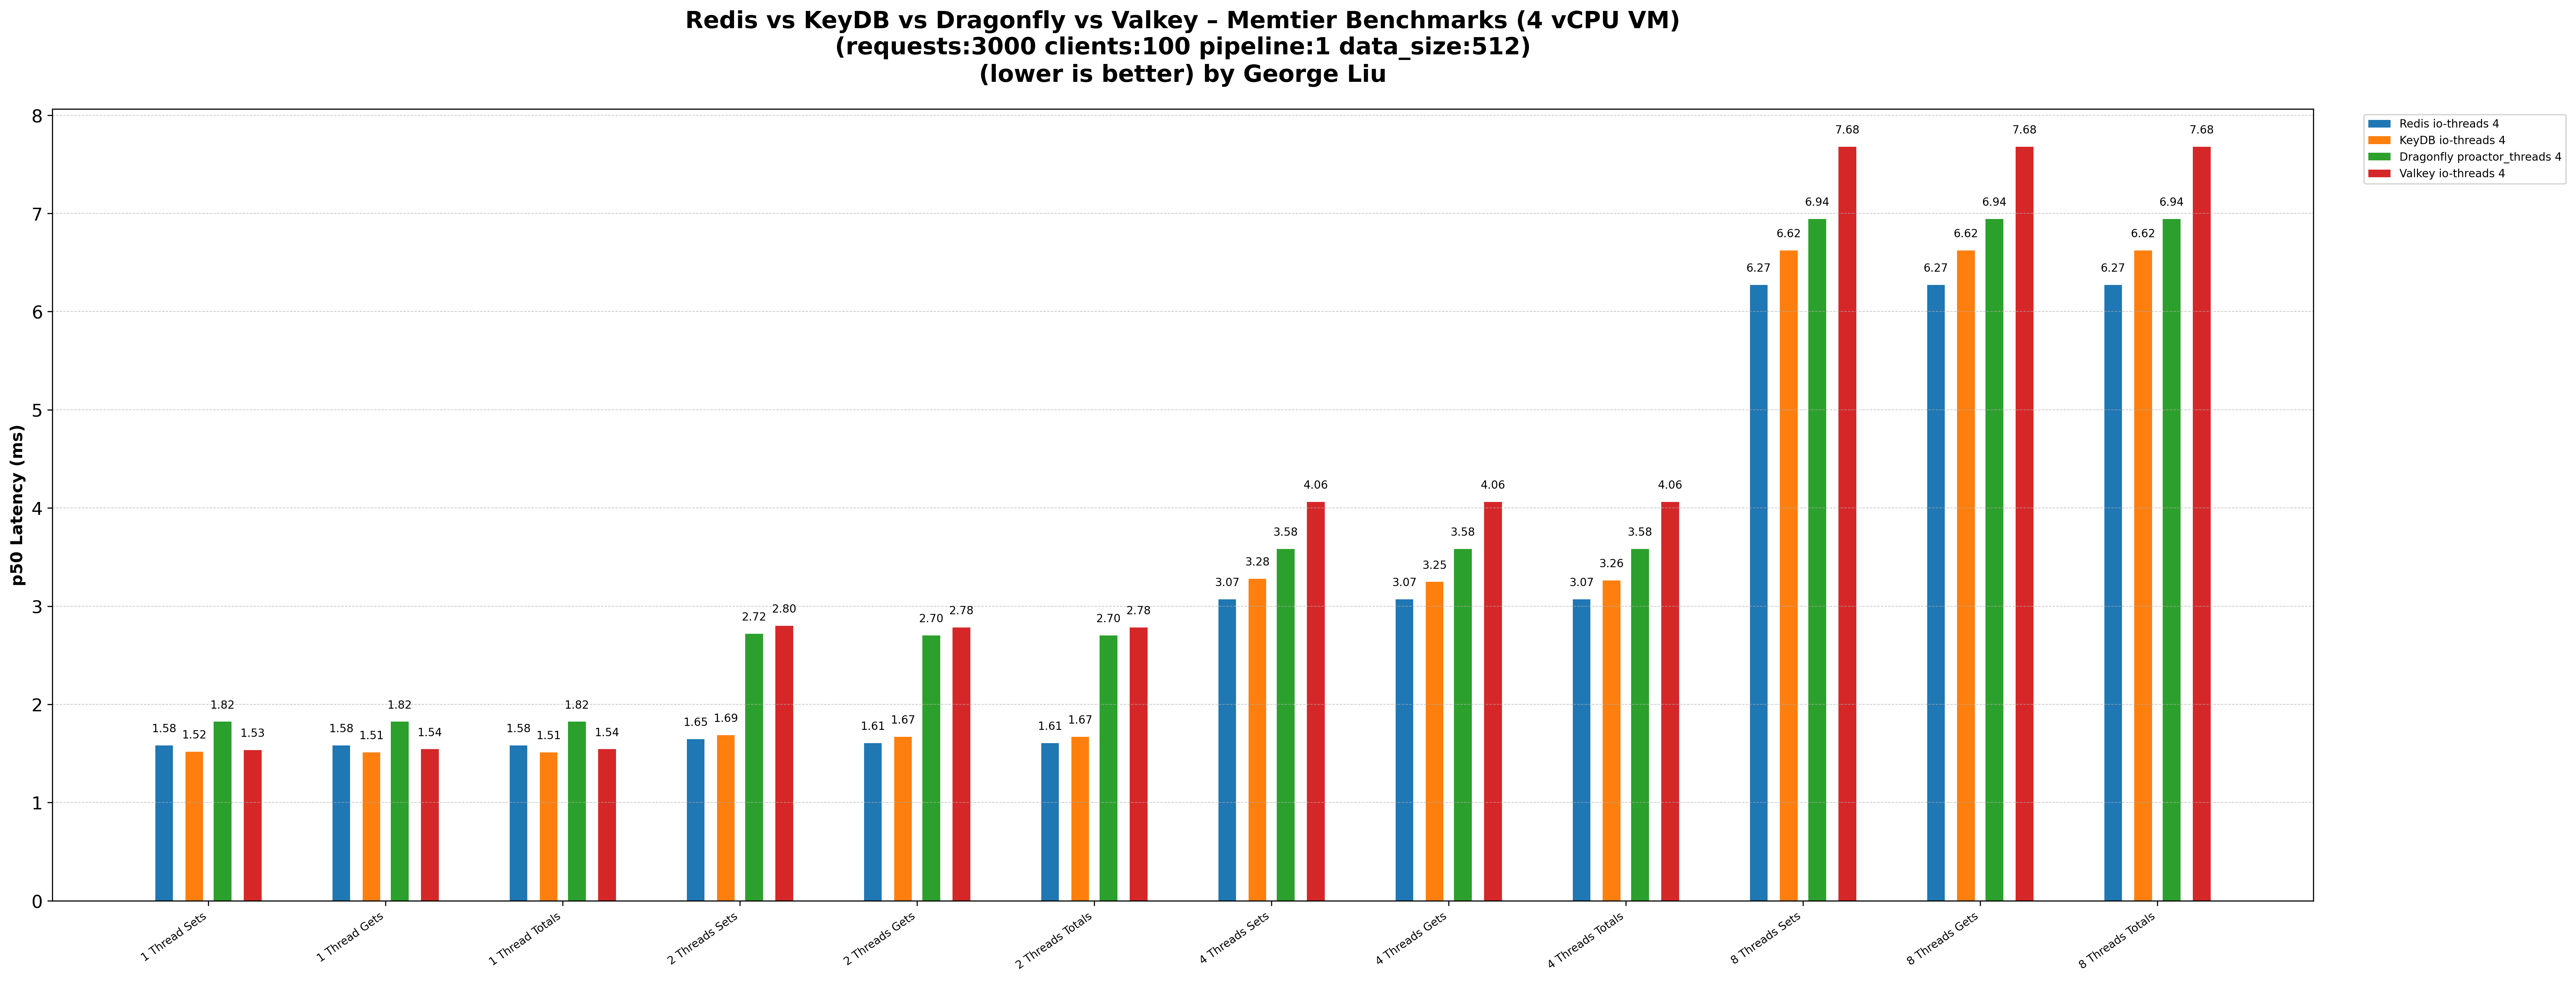 Redis vs KeyDB vs Dragonfly vs Valkey – Memtier Benchmarks (4 vCPU VM)
(requests:3000 clients:100 pipeline:1 data_size:512)
(lower is better) by George Liu
p50 Latency (ms)
8
7
6
5
4
3
2
1
0
1.58 1.52 1.82 1.53
1.58 1.51 1.82 1.54
1.58 1.51 1.82 1.54
1.65 1.69 2.72 2.80
1.61 1.67 2.70 2.78
1.61 1.67 2.70 2.78
3.07 3.28 3.58 4.06
3.07 3.25 3.58 4.06
3.07 3.26 3.58 4.06
6.27 6.62 6.94 7.68
6.27 6.62 6.94 7.68
6.27 6.62 6.94 7.68
1 Thread Sets
1 Thread Gets
1 Thread Totals
2 Threads Sets
2 Threads Gets
2 Threads Totals
4 Threads Sets
4 Threads Gets
4 Threads Totals
8 Threads Sets
8 Threads Gets
8 Threads Totals
Redis io-threads 4
KeyDB io-threads 4
Dragonfly proactor_threads 4
Valkey io-threads 4